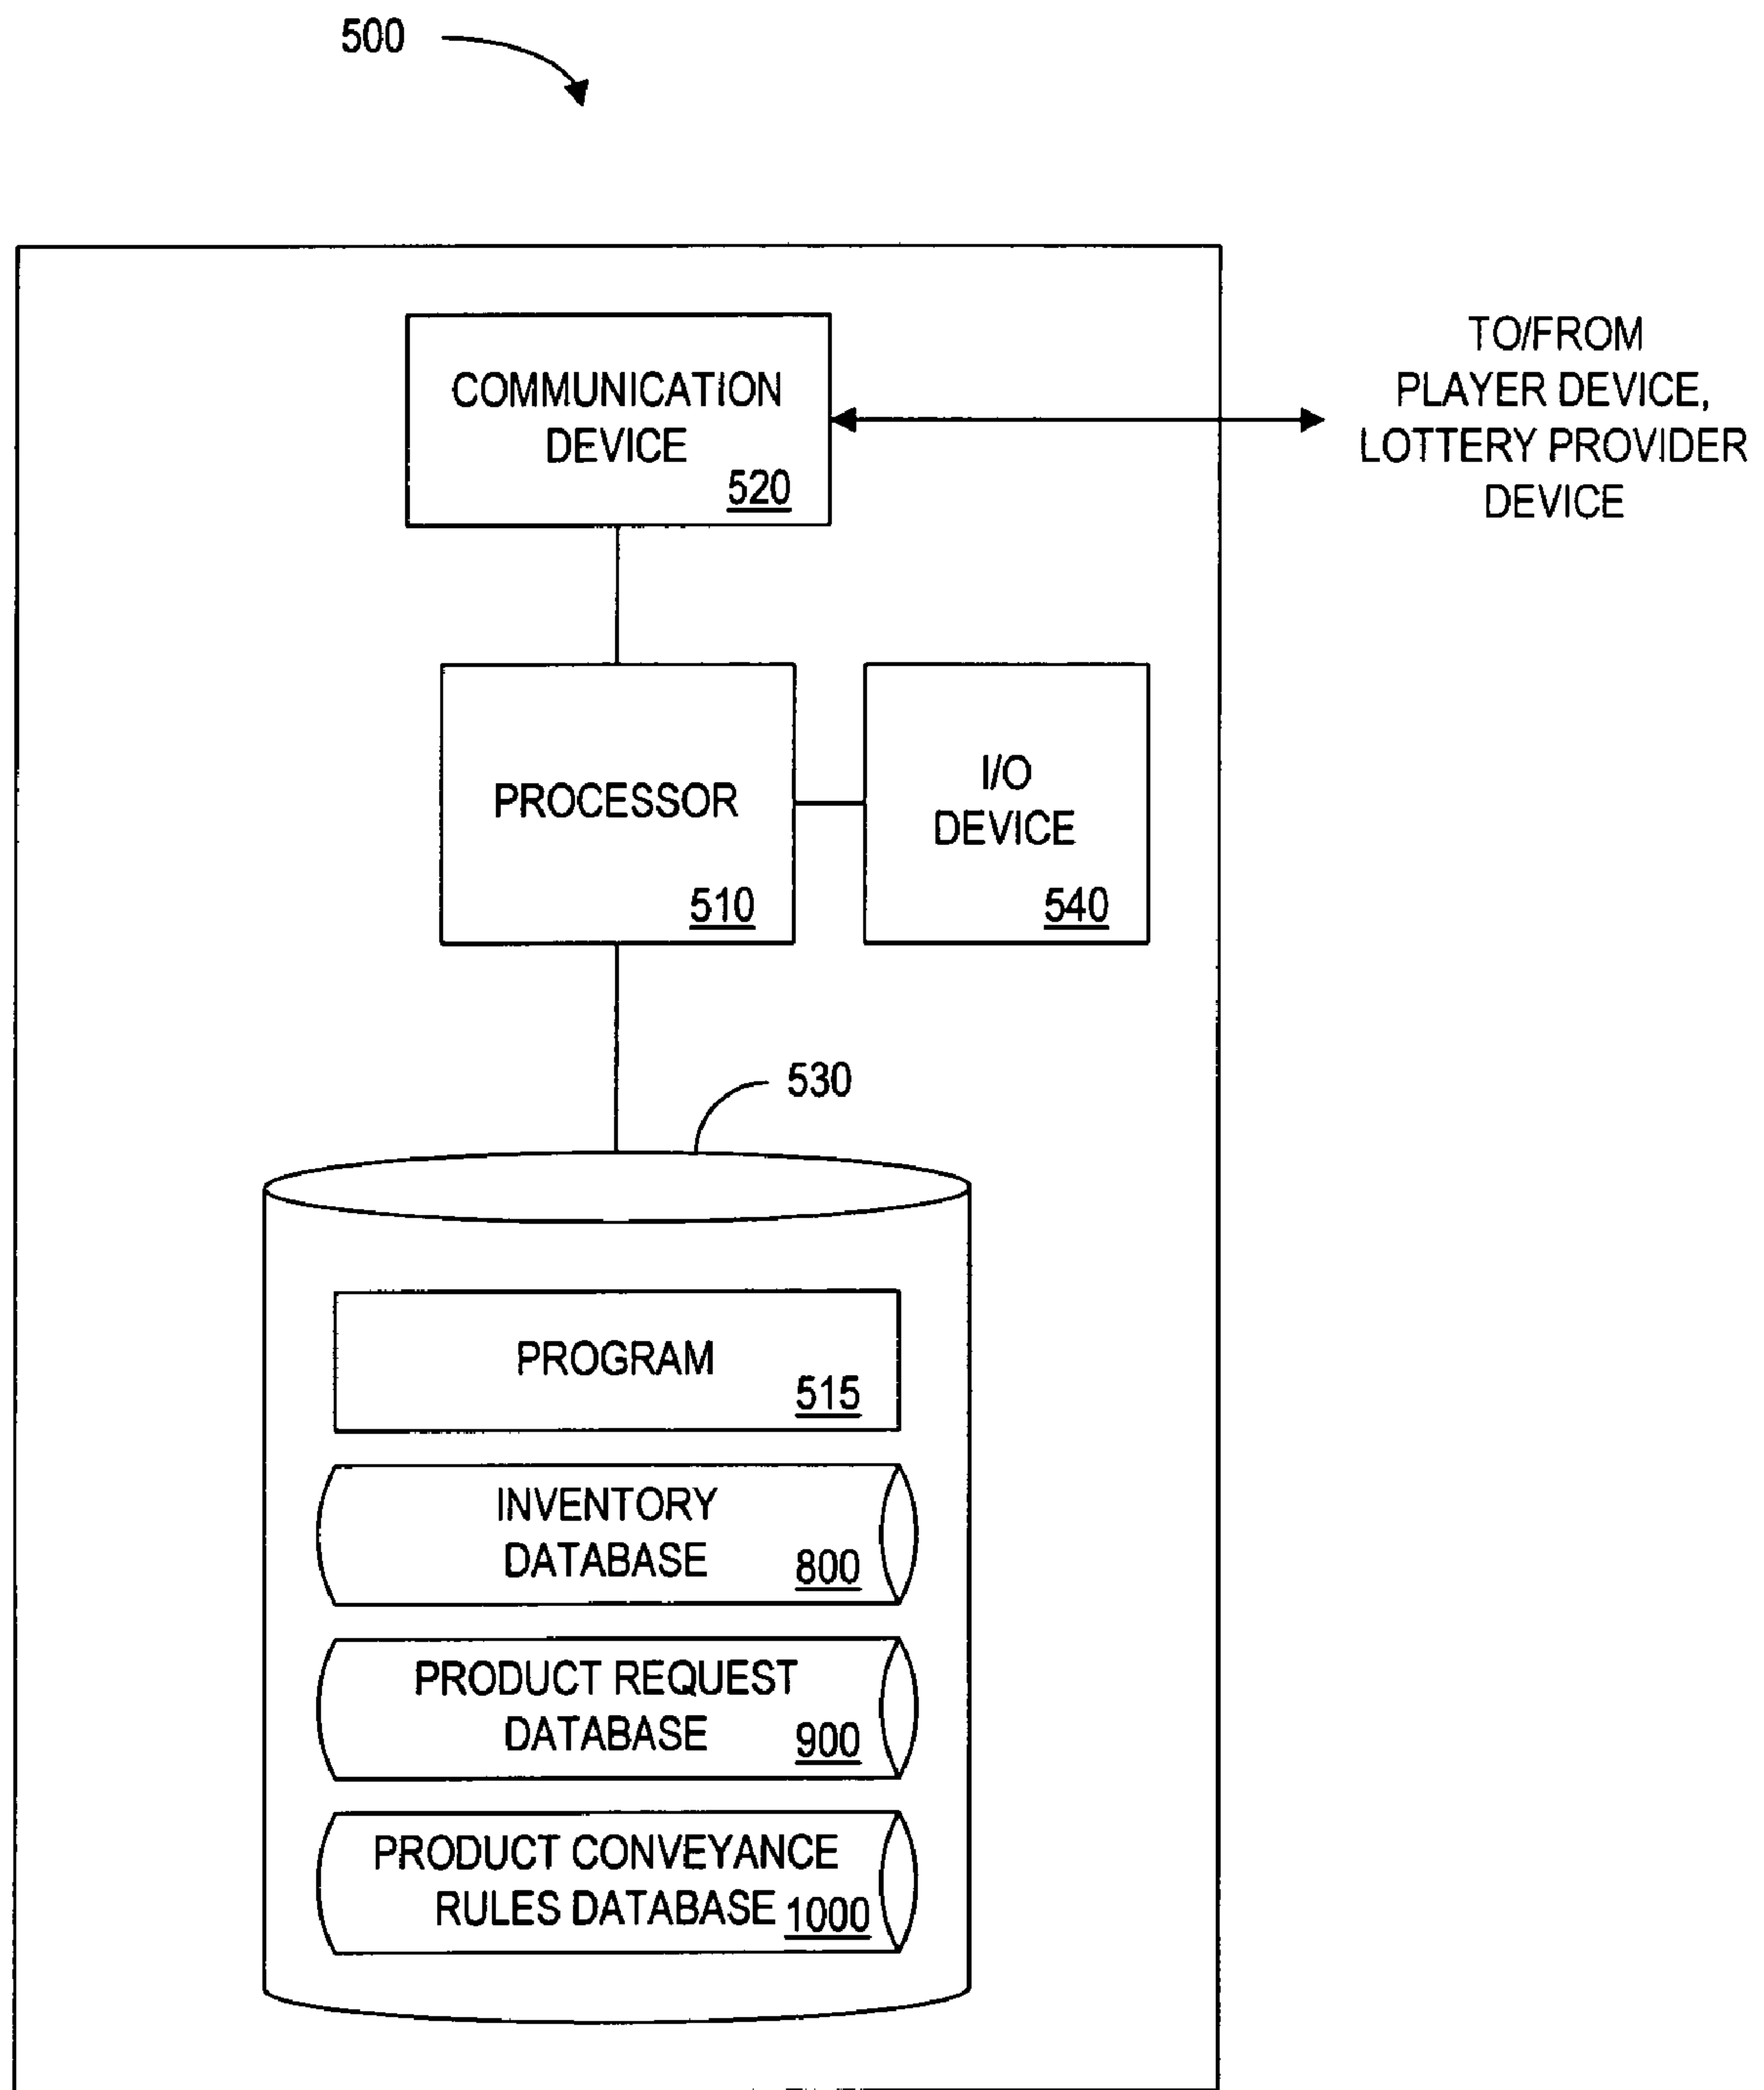 500
COMMUNICATION
DEVICE
520
TO/FROM
PLAYER DEVICE,
LOTTERY PROVIDER
DEVICE
PROCESSOR
510
I/O
DEVICE
540
530
PROGRAM
515
INVENTORY
DATABASE
800
PRODUCT REQUEST
DATABASE
900
PRODUCT CONVEYANCE
RULES DATABASE 1000